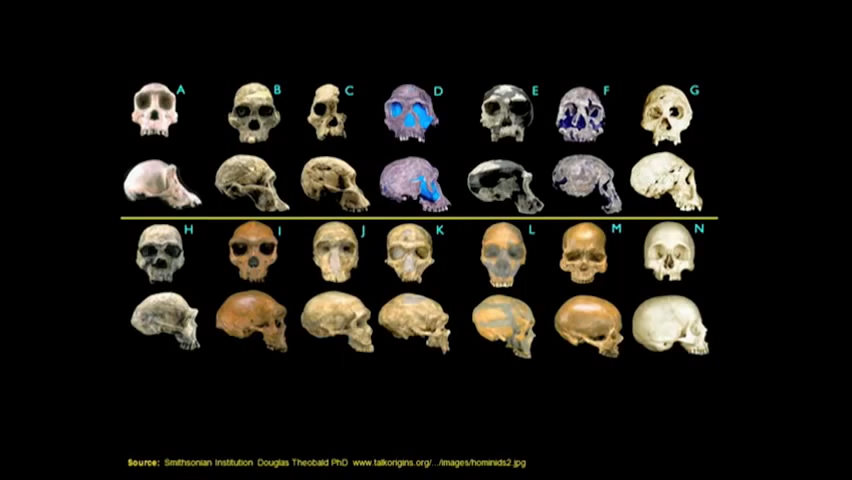 A B C D E F G
H I J K L M N
Source: Smithsonian Institution Douglas Theobald PhD www.talkorigins.org/.../images/hominids2.jpg